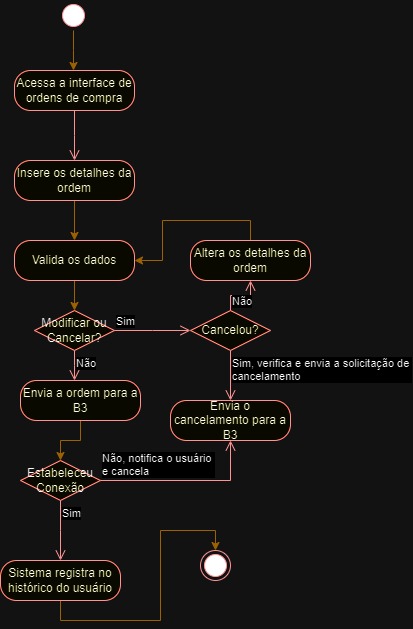 Acessa a interface de
ordens de compra
Insere os detalhes da
ordem
Valida os dados
Altera os detalhes da
ordem
Não
Modificar ou
Cancelar?
Sim
Cancelou?
Não
Sim, verifica e envia a solicitação de
cancelamento
Envia a ordem para a
B3
Envia o
cancelamento para a
B3
Estabeleceu
Conexão
Não, notifica o usuário
e cancela
Sim
Sistema registra no
histórico do usuário